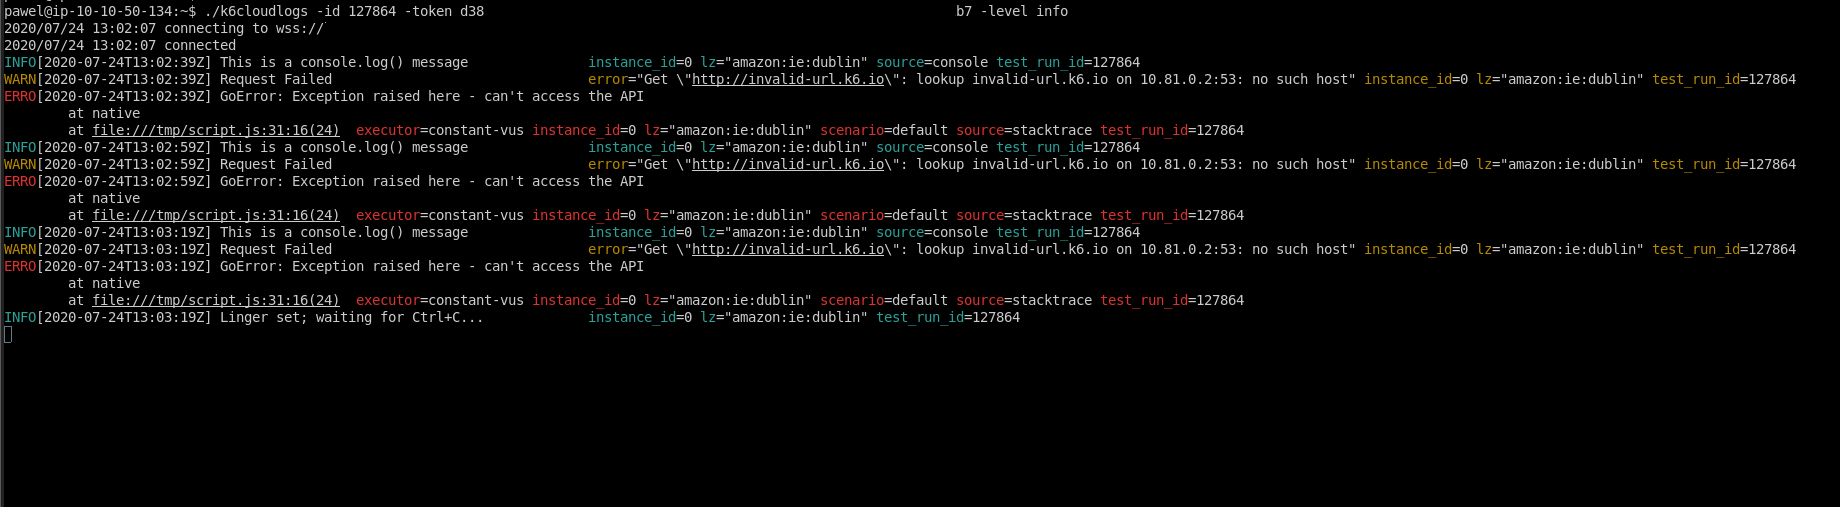 pawel@ip-10-10-50-134:~$ ./k6cloudlogs -id 127864 -token d38 b7 -level info
2020/07/24 13:02:07 connecting to wss://
2020/07/24 13:02:07 connected
INFO[2020-07-24T13:02:39Z] This is a console.log() message instance_id=0 lz="amazon:ie:dublin" source=console test_run_id=127864
WARN[2020-07-24T13:02:39Z] Request Failed error="Get \"http://invalid-url.k6.io\": lookup invalid-url.k6.io on 10.81.0.2:53: no such host" instance_id=0 lz="amazon:ie:dublin" test_run_id=127864
ERRO[2020-07-24T13:02:39Z] GoError: Exception raised here - can't access the API
at native
at file:///tmp/script.js:31:16(24) executor=constant-vus instance_id=0 lz="amazon:ie:dublin" scenario=default source=stacktrace test_run_id=127864
INFO[2020-07-24T13:02:59Z] This is a console.log() message instance_id=0 lz="amazon:ie:dublin" source=console test_run_id=127864
WARN[2020-07-24T13:02:59Z] Request Failed error="Get \"http://invalid-url.k6.io\": lookup invalid-url.k6.io on 10.81.0.2:53: no such host" instance_id=0 lz="amazon:ie:dublin" test_run_id=127864
ERRO[2020-07-24T13:02:59Z] GoError: Exception raised here - can't access the API
at native
at file:///tmp/script.js:31:16(24) executor=constant-vus instance_id=0 lz="amazon:ie:dublin" scenario=default source=stacktrace test_run_id=127864
INFO[2020-07-24T13:03:19Z] This is a console.log() message instance_id=0 lz="amazon:ie:dublin" source=console test_run_id=127864
WARN[2020-07-24T13:03:19Z] Request Failed error="Get \"http://invalid-url.k6.io\": lookup invalid-url.k6.io on 10.81.0.2:53: no such host" instance_id=0 lz="amazon:ie:dublin" test_run_id=127864
ERRO[2020-07-24T13:03:19Z] GoError: Exception raised here - can't access the API
at native
at file:///tmp/script.js:31:16(24) executor=constant-vus instance_id=0 lz="amazon:ie:dublin" scenario=default source=stacktrace test_run_id=127864
INFO[2020-07-24T13:03:19Z] Linger set; waiting for Ctrl+C... instance_id=0 lz="amazon:ie:dublin" test_run_id=127864